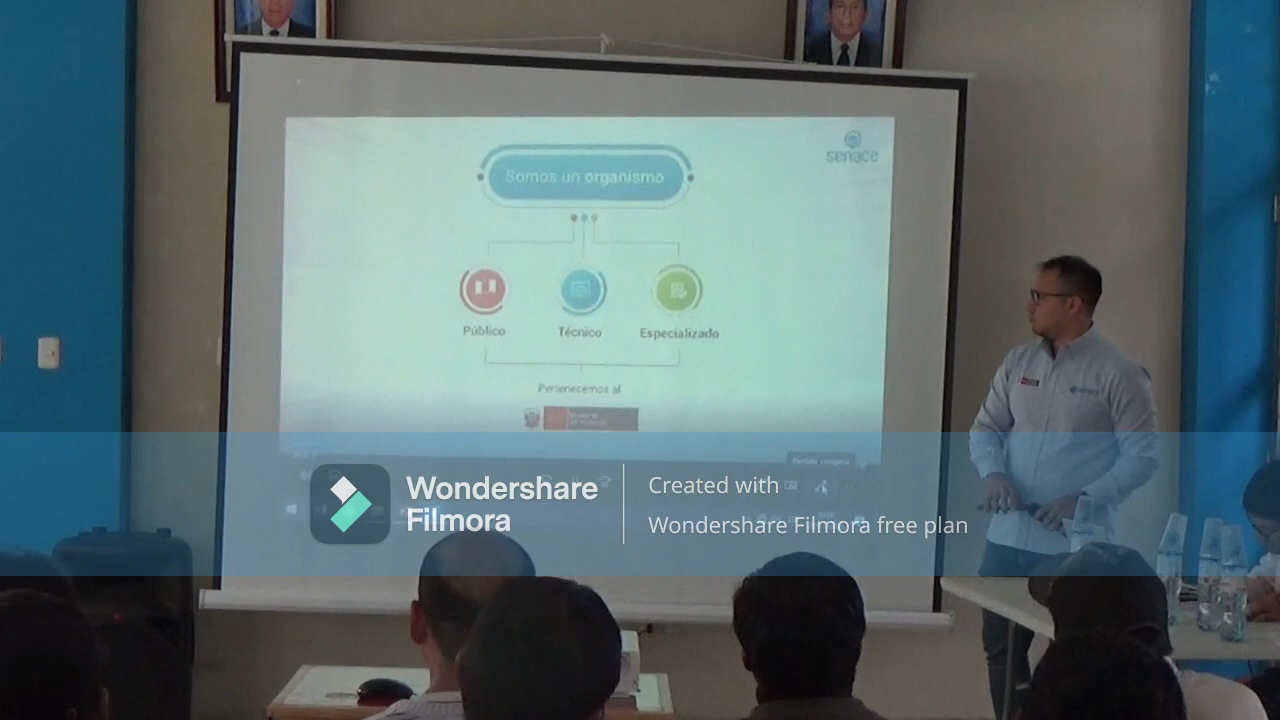 senace
Somos un organismo
Público
Técnico
Especializado
Pertenecemos al
Wondershare
Filmora
Created with
Wondershare Filmora free plan